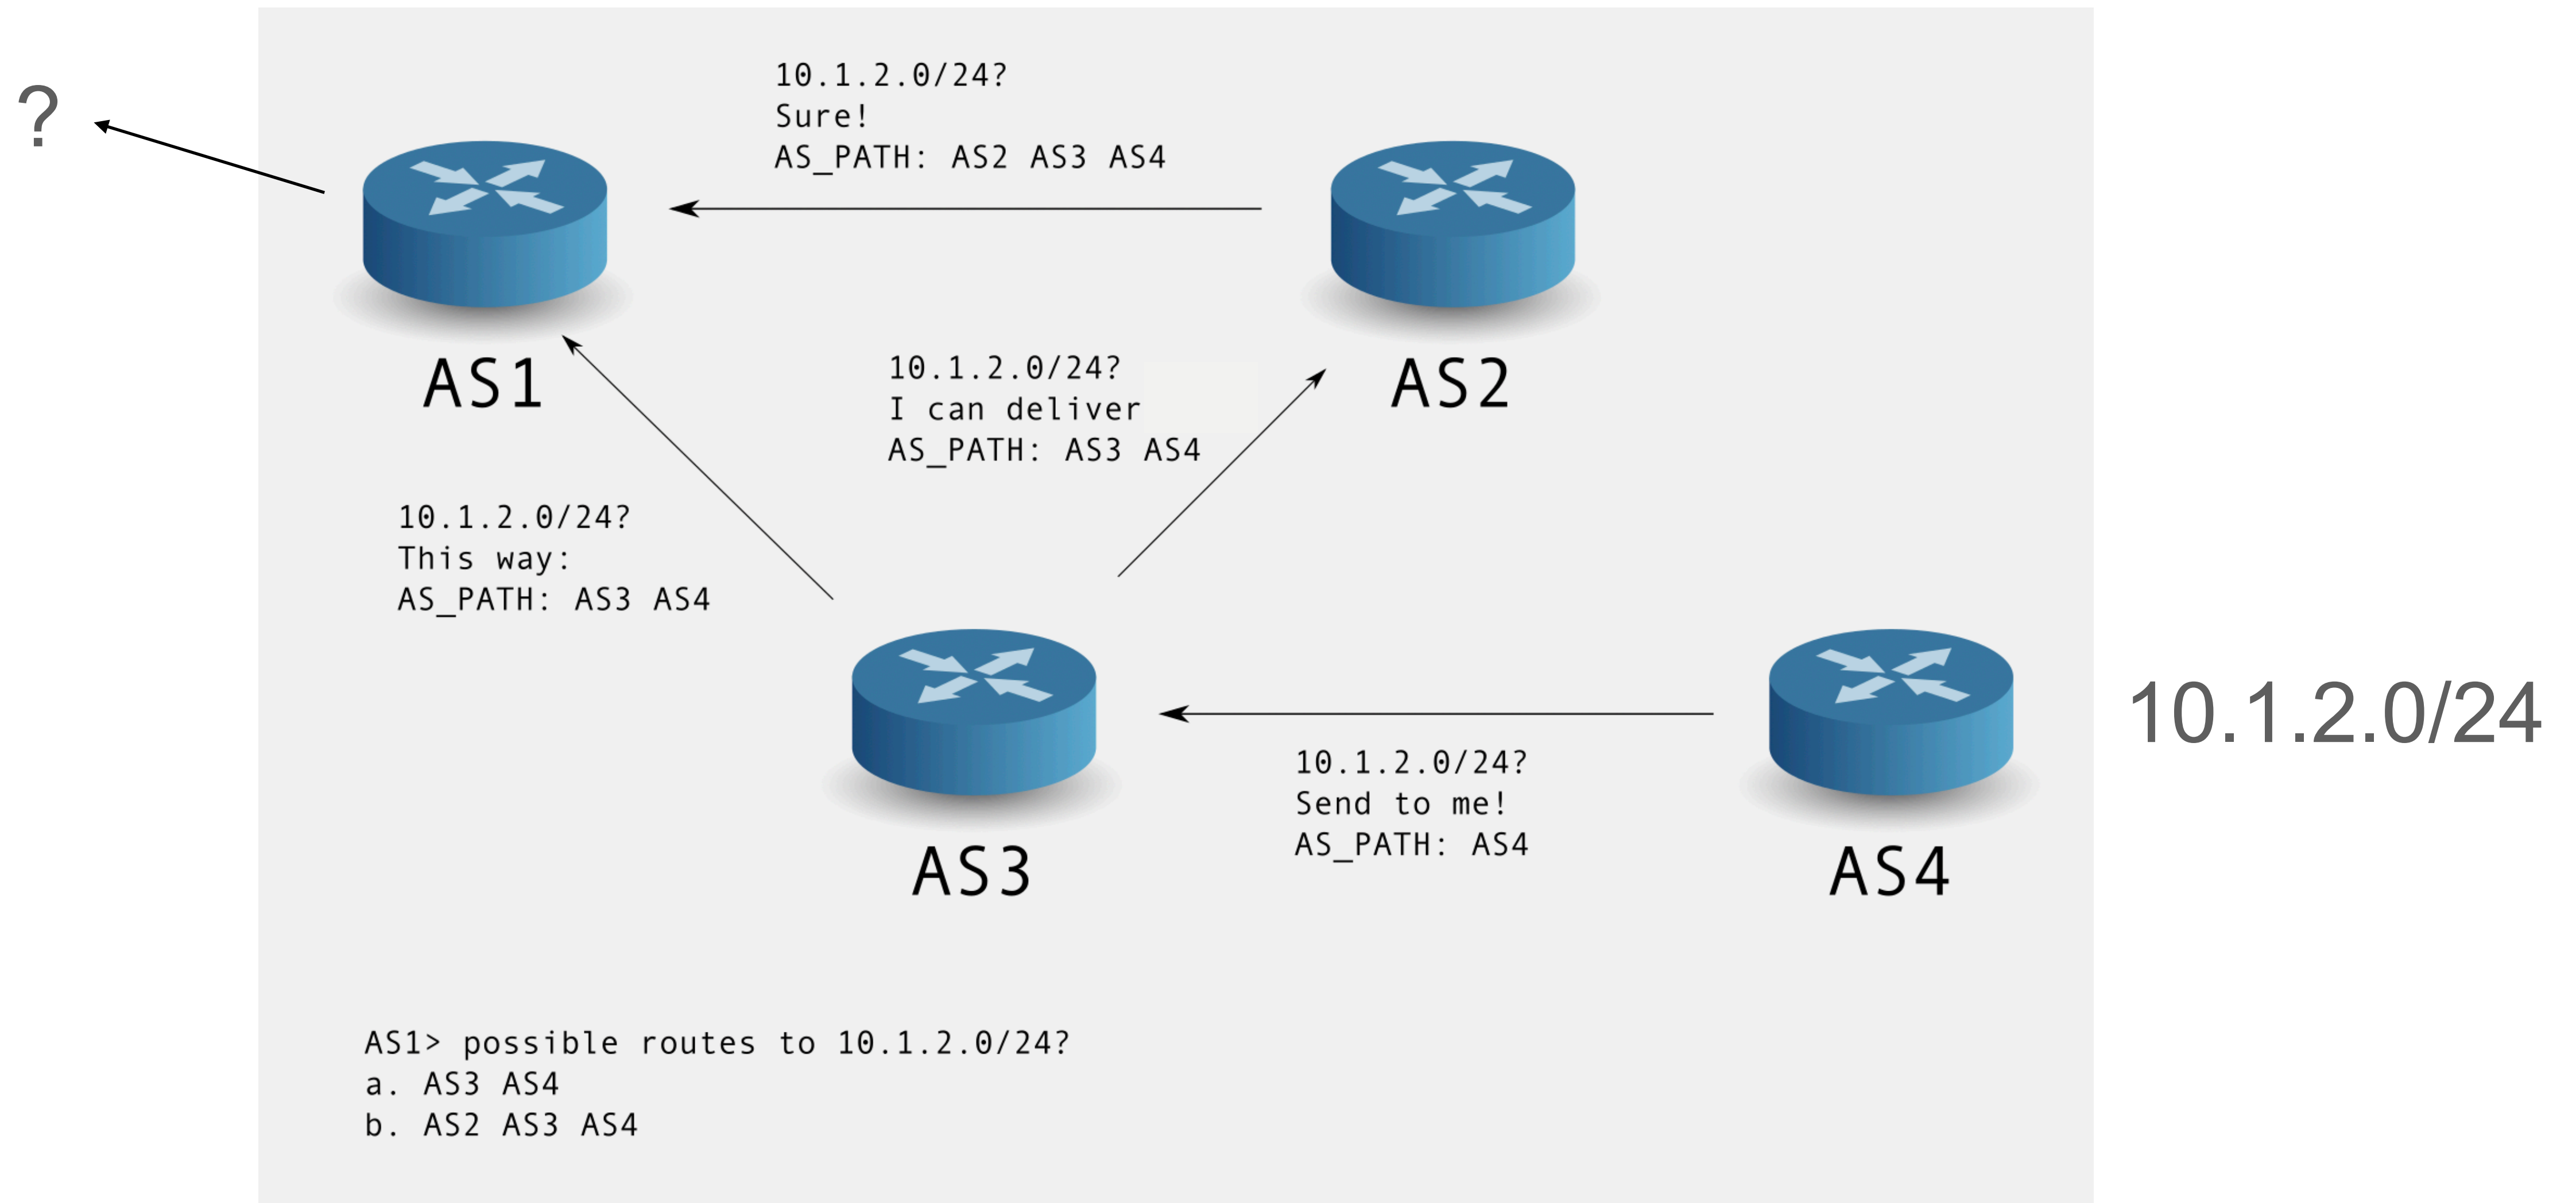 ?
10.1.2.0/24?
Sure!
AS_PATH: AS2 AS3 AS4
AS1
AS2
10.1.2.0/24?
I can deliver
AS_PATH: AS3 AS4
10.1.2.0/24?
This way:
AS_PATH: AS3 AS4
10.1.2.0/24
10.1.2.0/24?
Send to me!
AS_PATH: AS4
AS3
AS4
AS1> possible routes to 10.1.2.0/24?
a. AS3 AS4
b. AS2 AS3 AS4